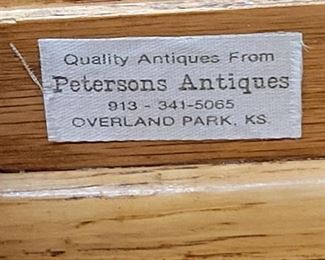 Quality Antiques From
Petersons Antiques
913 - 341-5065
OVERLAND PARK, KS.